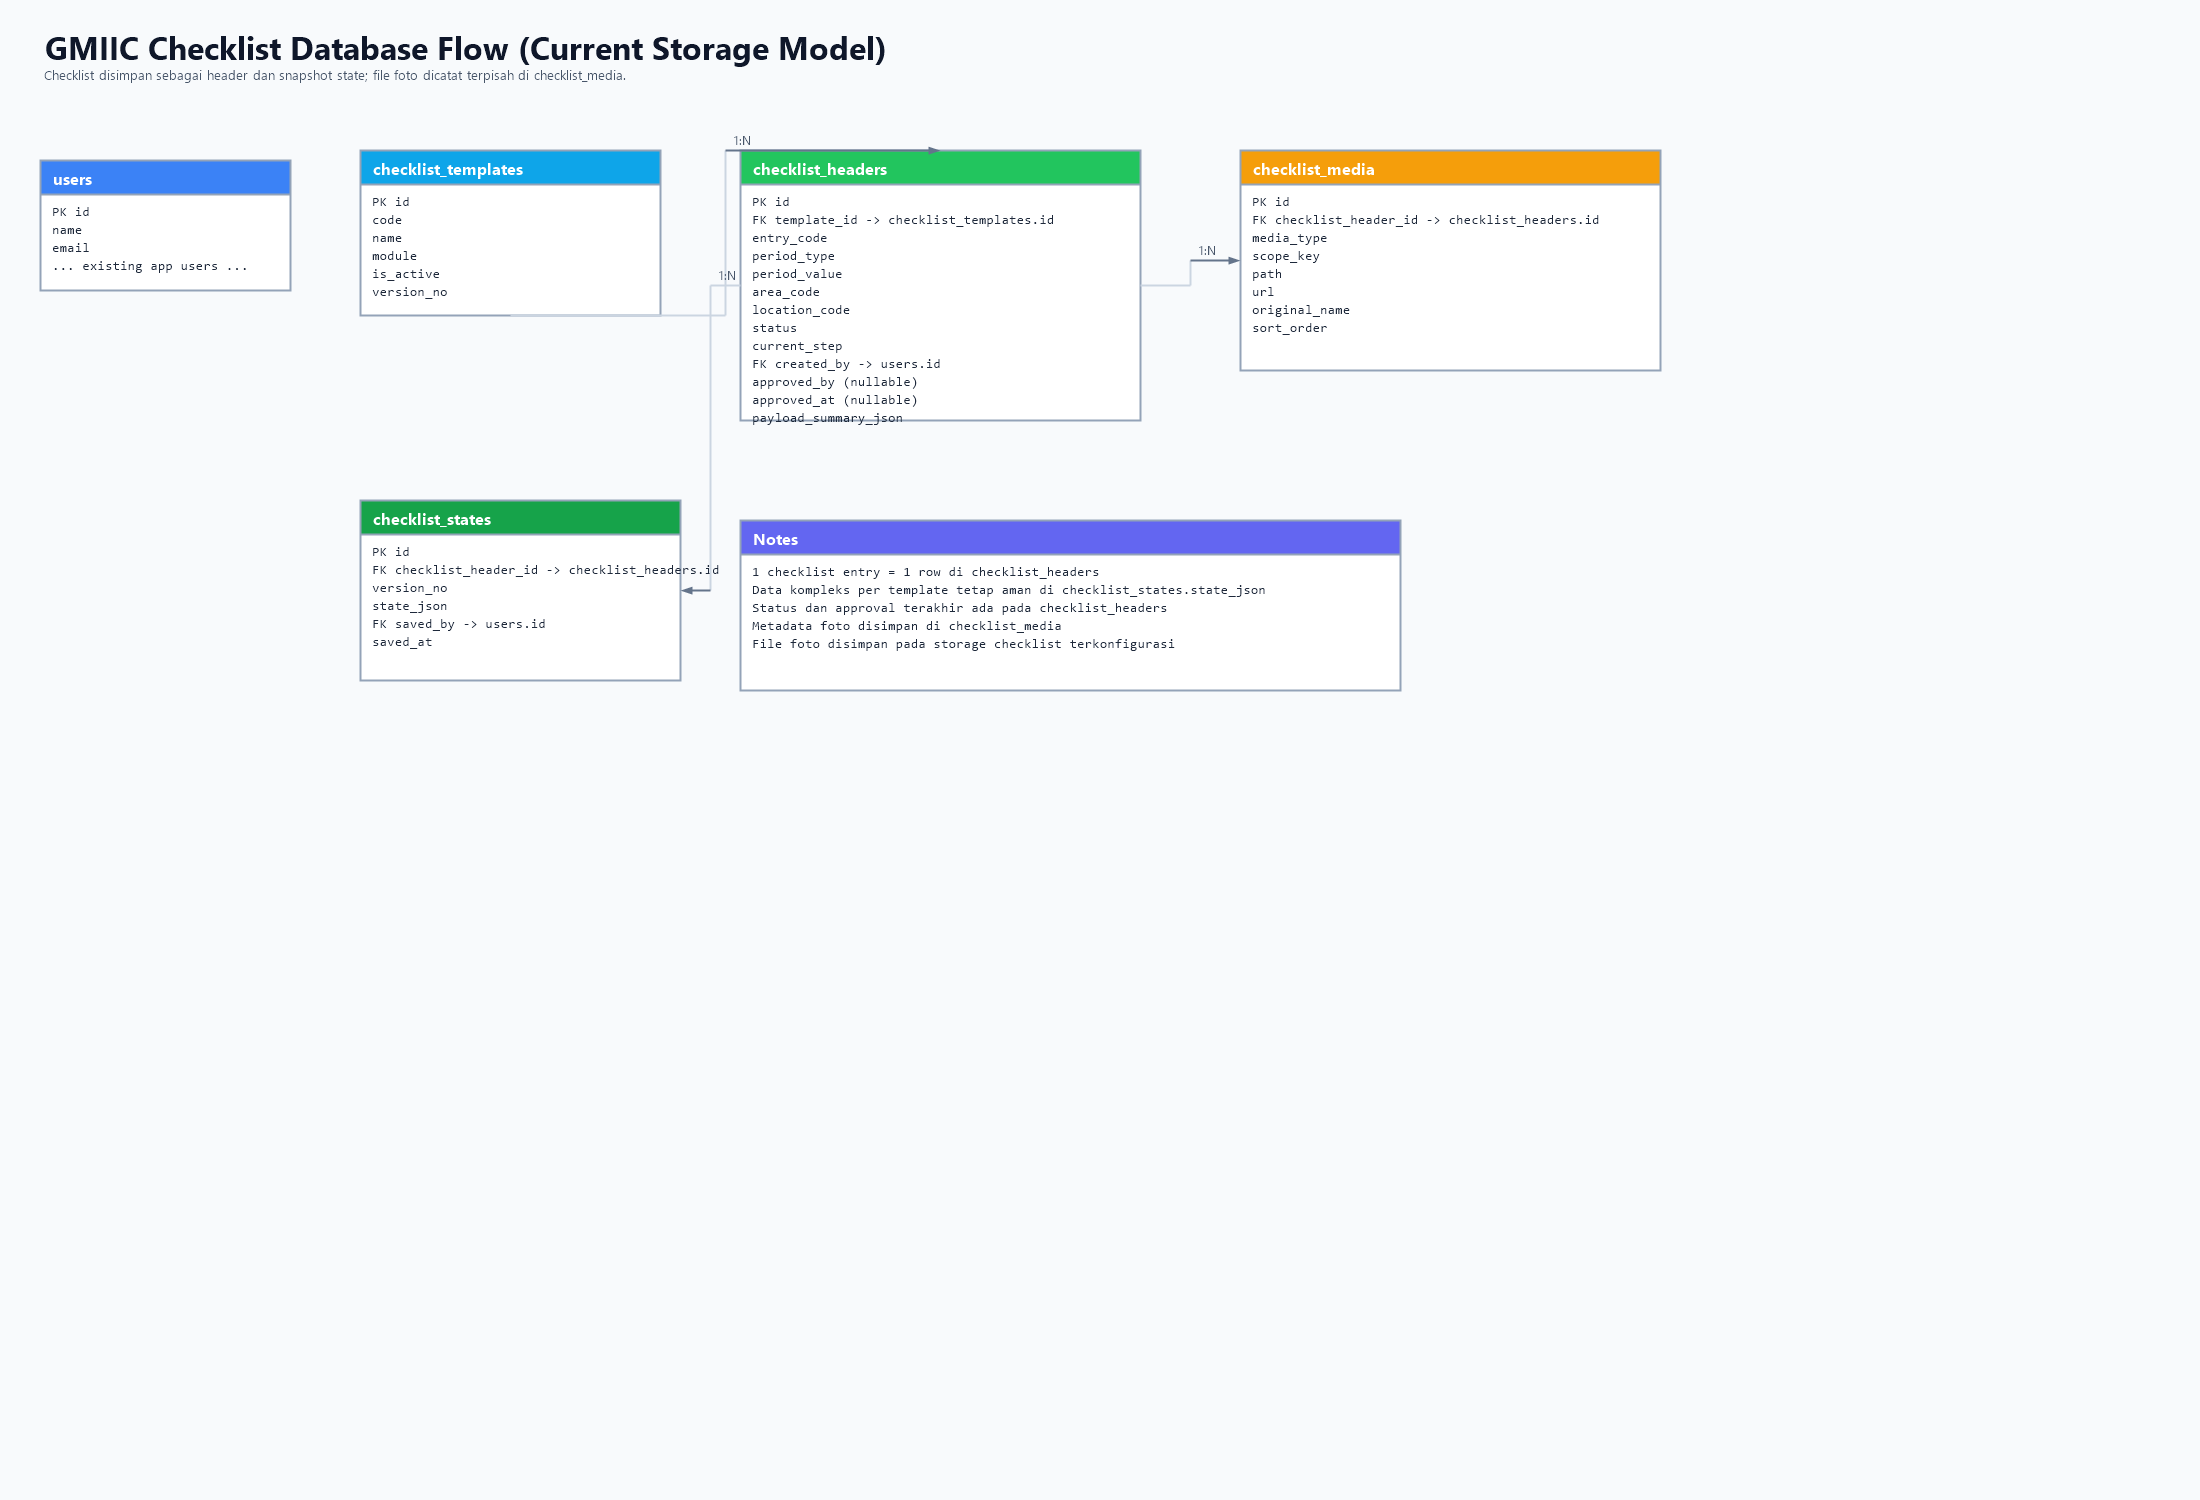 GMIIC Checklist Database Flow (Current Storage Model)
Checklist disimpan sebagai header dan snapshot state; file foto dicatat terpisah di checklist_media.
users
PK id
name
email
... existing app users ...
checklist_templates
PK id
code
name
module
is_active
version_no
1:N
1:N
checklist_headers
PK id
FK template_id -> checklist_templates.id
entry_code
period_type
period_value
area_code
location_code
status
current_step
FK created_by -> users.id
approved_by (nullable)
approved_at (nullable)
payload_summary_json
1:N
checklist_media
PK id
FK checklist_header_id -> checklist_headers.id
media_type
scope_key
path
url
original_name
sort_order
checklist_states
PK id
FK checklist_header_id -> checklist_headers.id
version_no
state_json
FK saved_by -> users.id
saved_at
Notes
1 checklist entry = 1 row di checklist_headers
Data kompleks per template tetap aman di checklist_states.state_json
Status dan approval terakhir ada pada checklist_headers
Metadata foto disimpan di checklist_media
File foto disimpan pada storage checklist terkonfigurasi